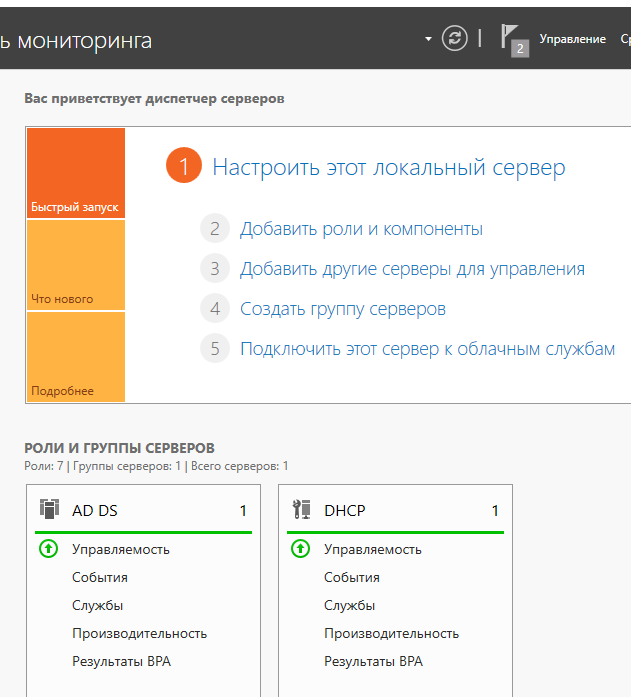 ь мониторинга
2
Управление
Ср
Вас приветствует диспетчер серверов
Быстрый запуск
Что нового
Подробнее
1 Настроить этот локальный сервер
2 Добавить роли и компоненты
3 Добавить другие серверы для управления
4 Создать группу серверов
5 Подключить этот сервер к облачным службам
РОЛИ И ГРУППЫ СЕРВЕРОВ
Роли: 7 | Группы серверов: 1 | Всего серверов: 1
AD DS 1
Управляемость
События
Службы
Производительность
Результаты BPA
DHCP 1
Управляемость
События
Службы
Производительность
Результаты BPA